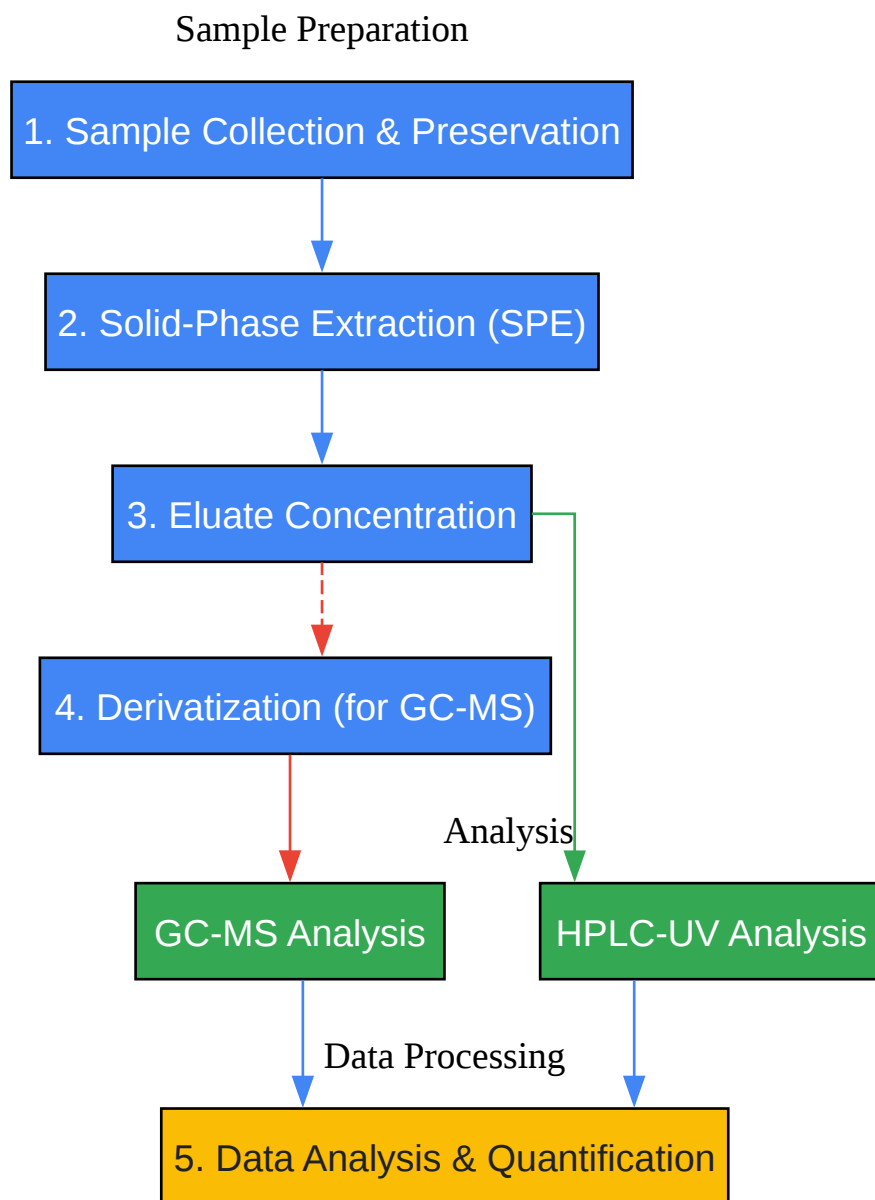 Sample Preparation
1. Sample Collection & Preservation
2. Solid-Phase Extraction (SPE)
3. Eluate Concentration
4. Derivatization (for GC-MS)
Analysis
GC-MS Analysis
HPLC-UV Analysis
Data Processing
5. Data Analysis & Quantification